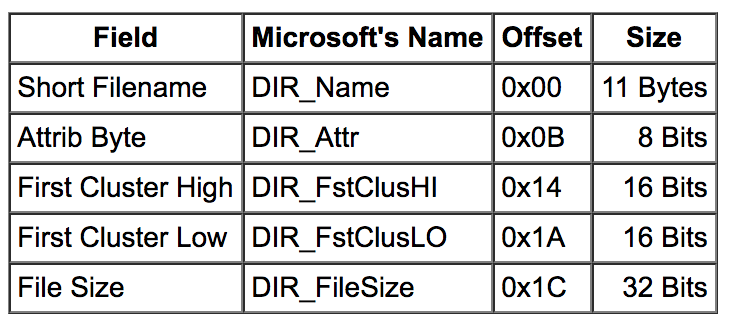 Field Microsoft's Name Offset Size
Short Filename DIR_Name 0x00 11 Bytes
Attrib Byte DIR_Attr 0x0B 8 Bits
First Cluster High DIR_FstClusHI 0x14 16 Bits
First Cluster Low DIR_FstClusLO 0x1A 16 Bits
File Size DIR_FileSize 0x1C 32 Bits